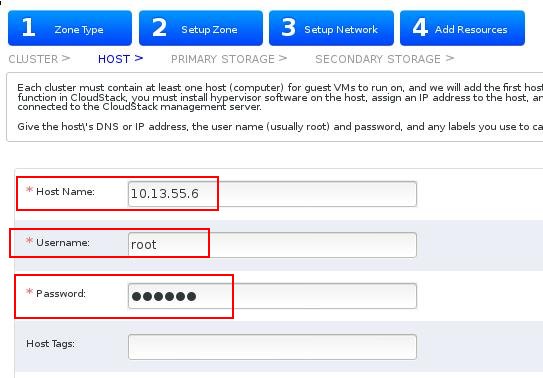 1 Zone Type 2 Setup Zone 3 Setup Network 4 Add Resources
CLUSTER > HOST > PRIMARY STORAGE > SECONDARY STORAGE >
Each cluster must contain at least one host (computer) for guest VMs to run on, and we will add the first host
function in CloudStack, you must install hypervisor software on the host, assign an IP address to the host, an
connected to the CloudStack management server.
Give the host\'s DNS or IP address, the user name (usually root) and password, and any labels you use to ca
* Host Name: 10.13.55.6
* Username: root
* Password: ●●●●●●
Host Tags: